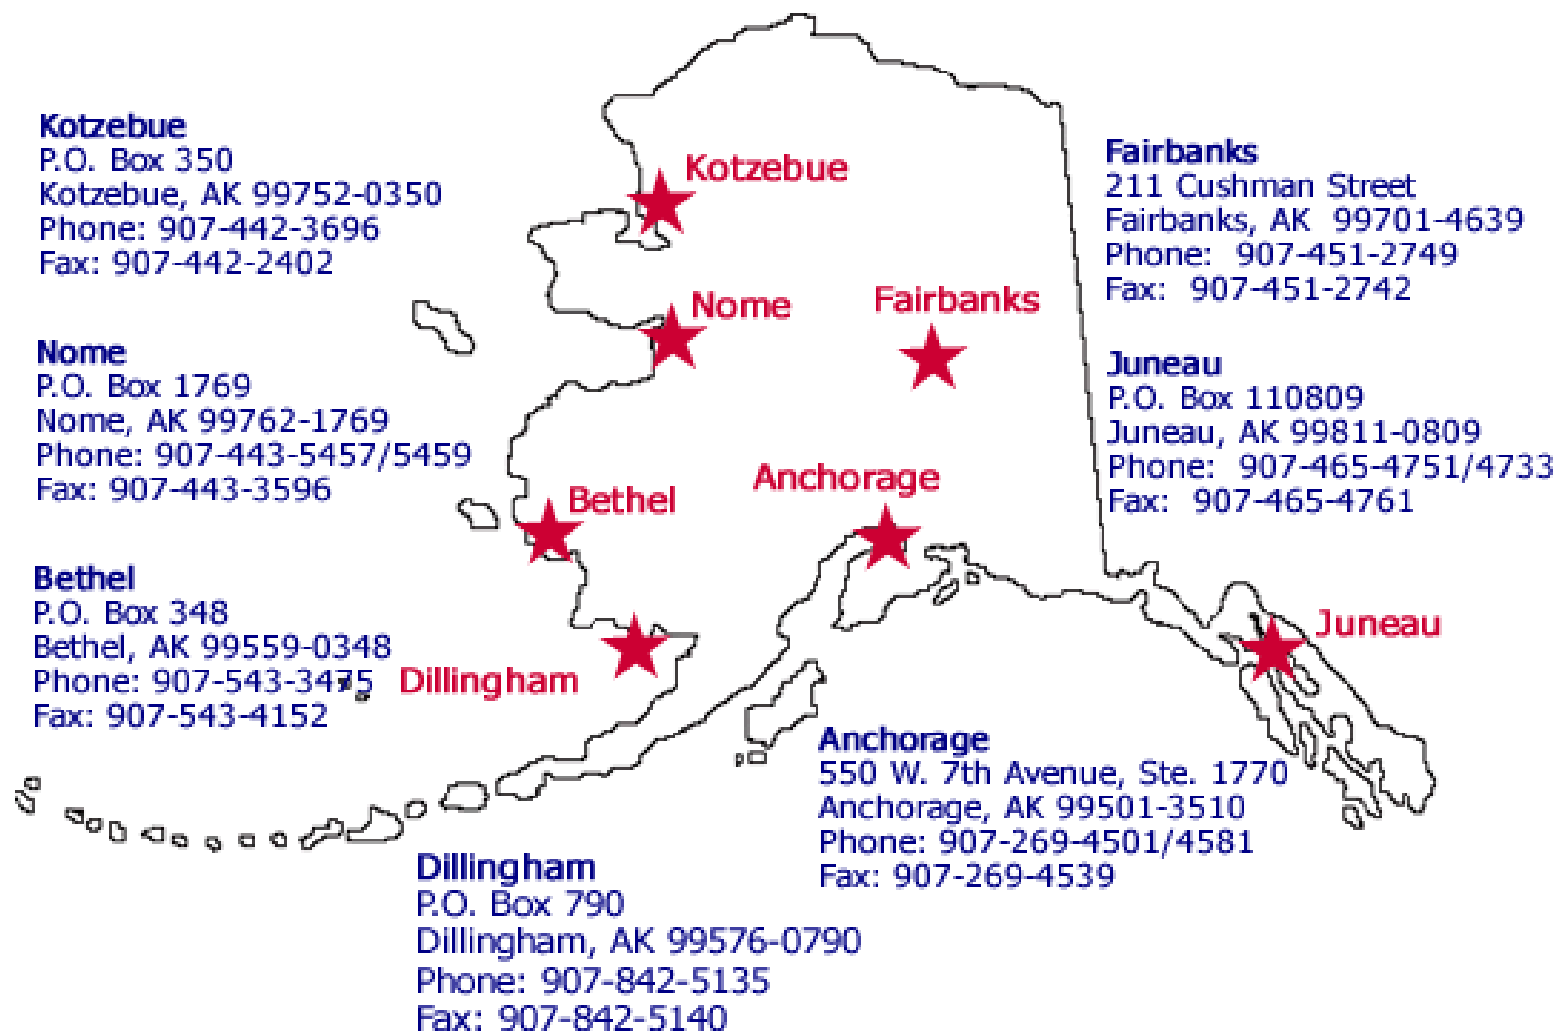 Kotzebue
P.O. Box 350
Kotzebue, AK 99752-0350
Phone: 907-442-3696
Fax: 907-442-2402
Nome
P.O. Box 1769
Nome, AK 99762-1769
Phone: 907-443-5457/5459
Fax: 907-443-3596
Bethel
P.O. Box 348
Bethel, AK 99559-0348
Phone: 907-543-3475
Fax: 907-543-4152
Kotzebue
Nome
Fairbanks
Bethel
Anchorage
Dillingham
Juneau
Fairbanks
211 Cushman Street
Fairbanks, AK 99701-4639
Phone: 907-451-2749
Fax: 907-451-2742
Juneau
P.O. Box 110809
Juneau, AK 99811-0809
Phone: 907-465-4751/4733
Fax: 907-465-4761
Anchorage
550 W. 7th Avenue, Ste. 1770
Anchorage, AK 99501-3510
Phone: 907-269-4501/4581
Fax: 907-269-4539
Dillingham
P.O. Box 790
Dillingham, AK 99576-0790
Phone: 907-842-5135
Fax: 907-842-5140